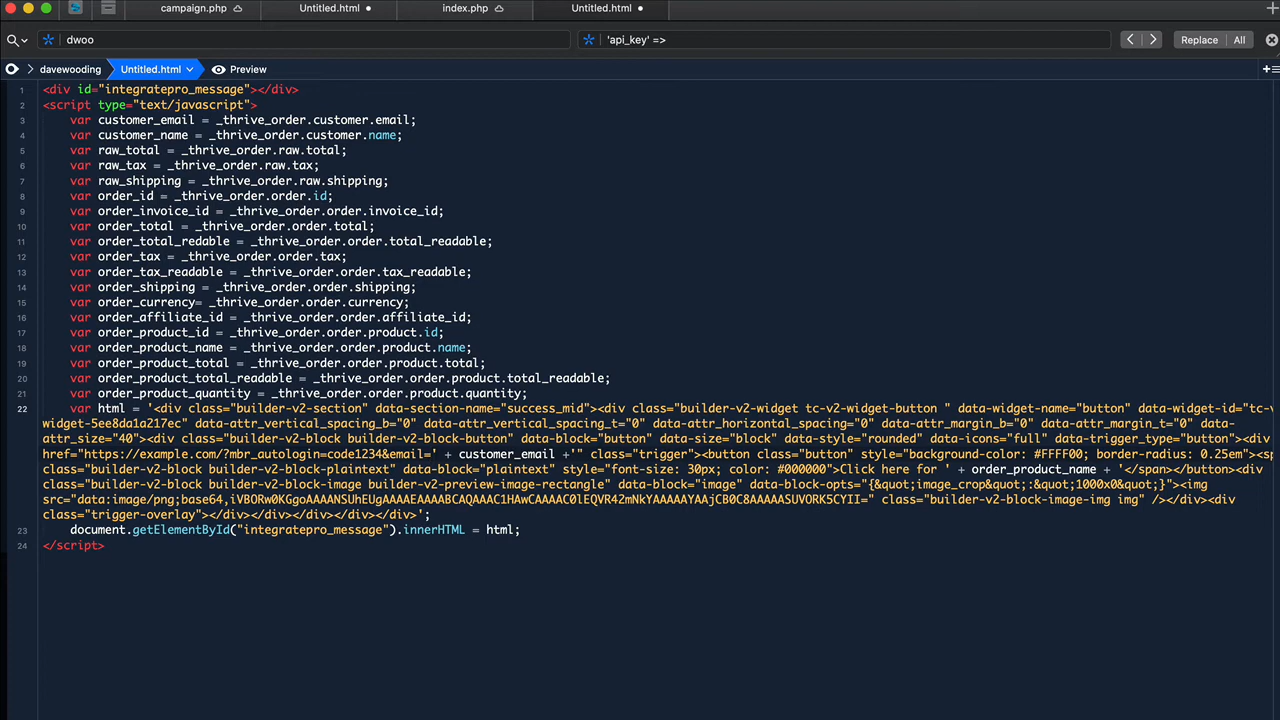 campaign.php Untitled.html index.php Untitled.html
dwoo 'api_key' => Replace All
davewooding Untitled.html Preview
1 <div id="integratepro_message"></div>
2 <script type="text/javascript">
3 var customer_email = _thrive_order.customer.email;
4 var customer_name = _thrive_order.customer.name;
5 var raw_total = _thrive_order.raw.total;
6 var raw_tax = _thrive_order.raw.tax;
7 var raw_shipping = _thrive_order.raw.shipping;
8 var order_id = _thrive_order.order.id;
9 var order_invoice_id = _thrive_order.order.invoice_id;
10 var order_total = _thrive_order.order.total;
11 var order_total_redable = _thrive_order.order.total_readable;
12 var order_tax = _thrive_order.order.tax;
13 var order_tax_readable = _thrive_order.order.tax_readable;
14 var order_shipping = _thrive_order.order.shipping;
15 var order_currency= _thrive_order.order.currency;
16 var order_affiliate_id = _thrive_order.order.affiliate_id;
17 var order_product_id = _thrive_order.order.product.id;
18 var order_product_name = _thrive_order.order.product.name;
19 var order_product_total = _thrive_order.order.product.total;
20 var order_product_total_readable = _thrive_order.order.product.total_readable;
21 var order_product_quantity = _thrive_order.order.product.quantity;
22 var html = '<div class="builder-v2-section" data-section-name="success_mid"><div class="builder-v2-widget tc-v2-widget-button " data-widget-name="button" data-widget-id="tc-v
widget-5ee8da1a217ec" data-attr_vertical_spacing_b="0" data-attr_vertical_spacing_t="0" data-attr_horizontal_spacing="0" data-attr_margin_b="0" data-attr_margin_t="0" data-
attr_size="40"><div class="builder-v2-block builder-v2-block-button" data-block="button" data-size="block" data-style="rounded" data-icons="full" data-trigger_type="button"><div
href="https://example.com/?mbr_autologin=code1234&email=' + customer_email +'" class="trigger"><button class="button" style="background-color: #FFFF00; border-radius: 0.25em"><sp
class="builder-v2-block builder-v2-block-plaintext" data-block="plaintext" style="font-size: 30px; color: #000000">Click here for ' + order_product_name + '</span></button><div
class="builder-v2-block builder-v2-block-image builder-v2-preview-image-rectangle" data-block="image" data-block-opts="{&quot;image_crop&quot;:&quot;1000x0&quot;}"><img
src="data:image/png;base64,iVBORw0KGgoAAAANSUhEUgAAAAEAAAABCAQAAAC1HAwCAAAAC0lEQVR42mNkYAAAAAYAAjCB0C8AAAAASUVORK5CYII=" class="builder-v2-block-image-img img" /></div><div
class="trigger-overlay"></div></div></div></div></div>';
23 document.getElementById("integratepro_message").innerHTML = html;
24 </script>